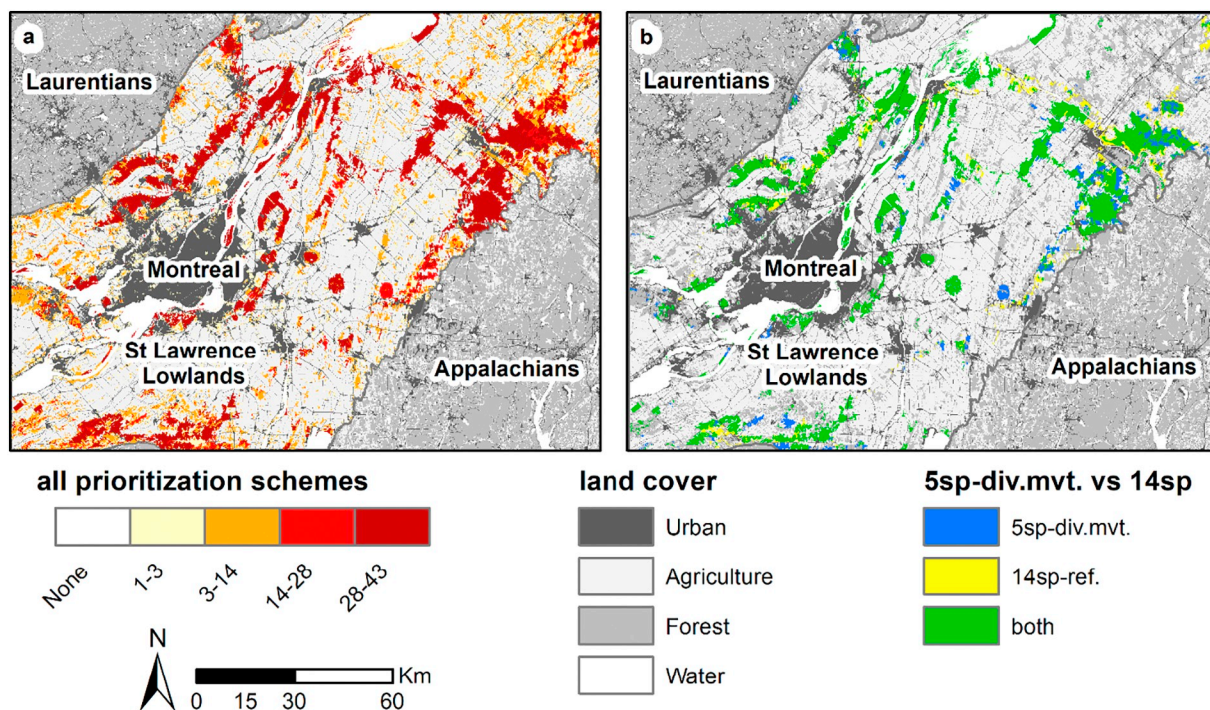 a
Laurentians
Montreal
St Lawrence
Lowlands
Appalachians
b
Laurentians
Montreal
St Lawrence
Lowlands
Appalachians
all prioritization schemes
None
1-3
3-14
14-28
28-43
N
Km
0 15 30 60
land cover
Urban
Agriculture
Forest
Water
5sp-div.mvt. vs 14sp
5sp-div.mvt.
14sp-ref.
both